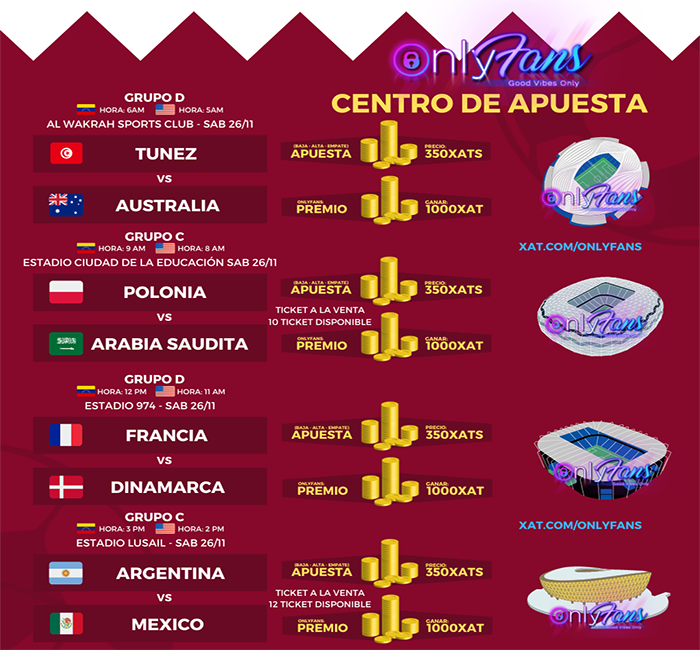 OnlyFans
Good Vibes Only
CENTRO DE APUESTA
GRUPO D
HORA: 6AM HORA: 5AM
AL WAKRAH SPORTS CLUB - SAB 26/11
TUNEZ
VS
AUSTRALIA
(BAJA - ALTA - EMPATE)
APUESTA
PRECIO:
350XATS
ONLYFANS:
PREMIO
GANAR:
1000XAT
OnlyFans
XAT.COM/ONLYFANS
GRUPO C
HORA: 9 AM HORA: 8 AM
ESTADIO CIUDAD DE LA EDUCACIÓN SAB 26/11
POLONIA
VS
ARABIA SAUDITA
(BAJA - ALTA - EMPATE)
APUESTA
PRECIO:
350XATS
TICKET A LA VENTA
10 TICKET DISPONIBLE
ONLYFANS:
PREMIO
GANAR:
1000XAT
OnlyFans
GRUPO D
HORA: 12 PM HORA: 11 AM
ESTADIO 974 - SAB 26/11
FRANCIA
VS
DINAMARCA
(BAJA - ALTA - EMPATE)
APUESTA
PRECIO:
350XATS
ONLYFANS:
PREMIO
GANAR:
1000XAT
OnlyFans
XAT.COM/ONLYFANS
GRUPO C
HORA: 3 PM HORA: 2 PM
ESTADIO LUSAIL - SAB 26/11
ARGENTINA
VS
MEXICO
(BAJA - ALTA - EMPATE)
APUESTA
PRECIO:
350XATS
TICKET A LA VENTA
12 TICKET DISPONIBLE
ONLYFANS:
PREMIO
GANAR:
1000XAT
OnlyFans